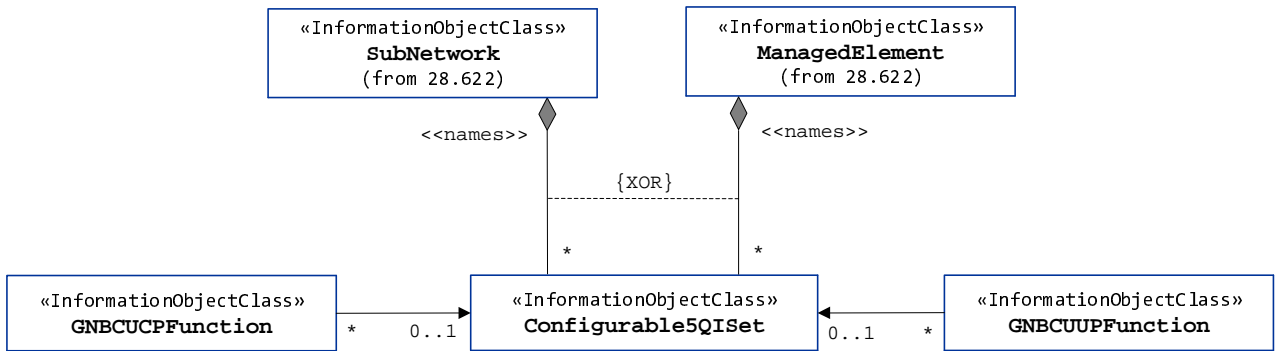 «InformationObjectClass»
SubNetwork
(from 28.622)
«InformationObjectClass»
ManagedElement
(from 28.622)
<<names>>
<<names>>
{XOR}
*
*
«InformationObjectClass»
GNBCUCPFunction
*
0..1
«InformationObjectClass»
Configurable5QISet
0..1
*
«InformationObjectClass»
GNBCUUPFunction